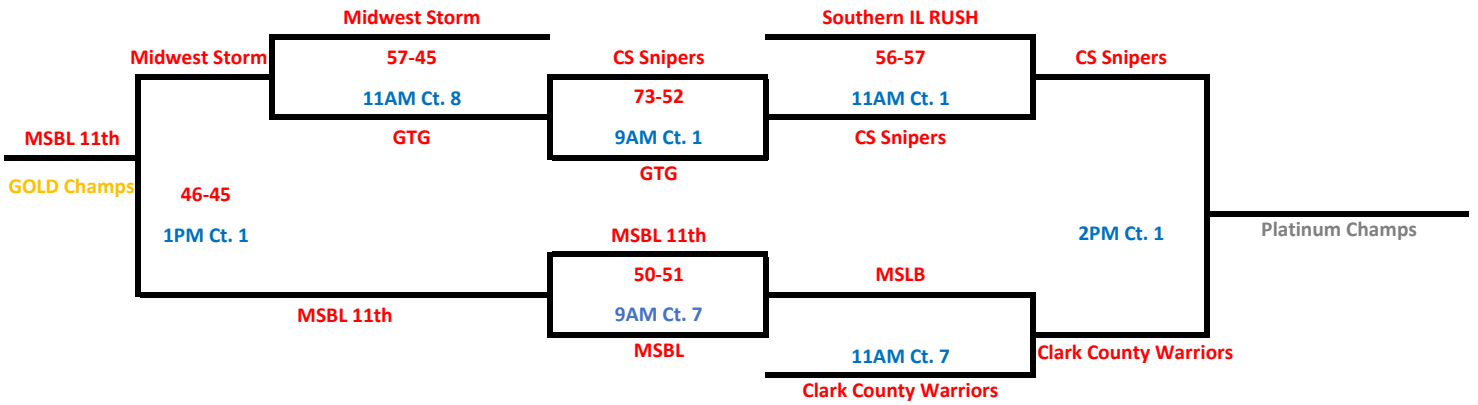 Midwest Storm
Southern IL RUSH
Midwest Storm
57-45
CS Snipers
56-57
CS Snipers
11AM Ct. 8
73-52
11AM Ct. 1
MSBL 11th
GTG
9AM Ct. 1
CS Snipers
GOLD Champs
46-45
GTG
1PM Ct. 1
MSBL 11th
2PM Ct. 1
Platinum Champs
50-51
MSLB
MSBL 11th
9AM Ct. 7
MSBL
11AM Ct. 7
Clark County Warriors
Clark County Warriors